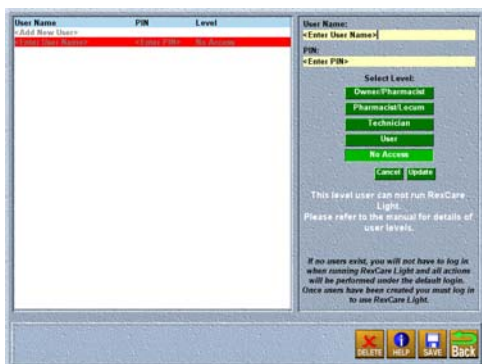 User Name
PIN
Level
<Add New User>
<Enter User Name>
<Enter PIN>
No Access
User Name:
<Enter User Name>
PIN:
<Enter PIN>
Select Level:
Owner/Pharmacist
Pharmacist/Locum
Technician
User
No Access
Cancel
Update
This level user can not run RexCare
Light.
Please refer to the manual for details of
user levels.
If no users exist, you will not have to log in
when running RexCare Light and all actions
will be performed under the default login.
Once users have been created you must log in
to use RexCare Light.
DELETE
HELP
SAVE
Back